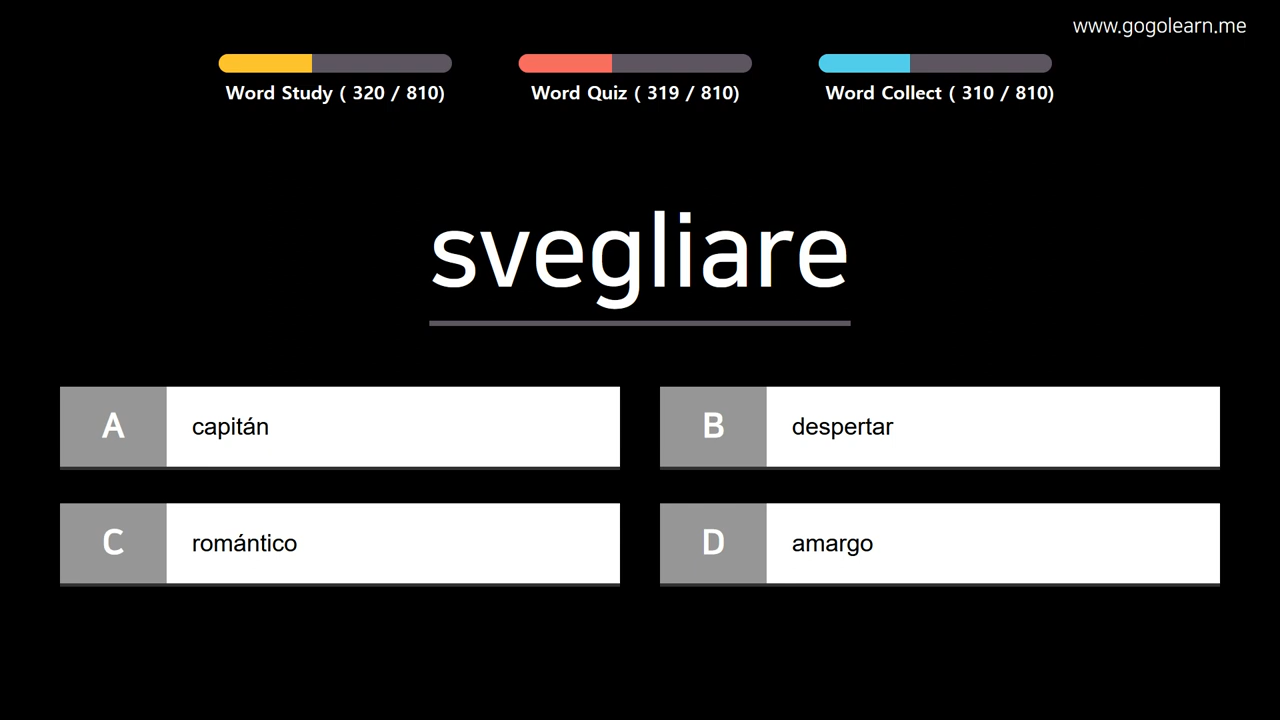 www.gogolearn.me
Word Study ( 320 / 810)
Word Quiz ( 319 / 810)
Word Collect ( 310 / 810)
svegliare
A capitán
B despertar
C romántico
D amargo